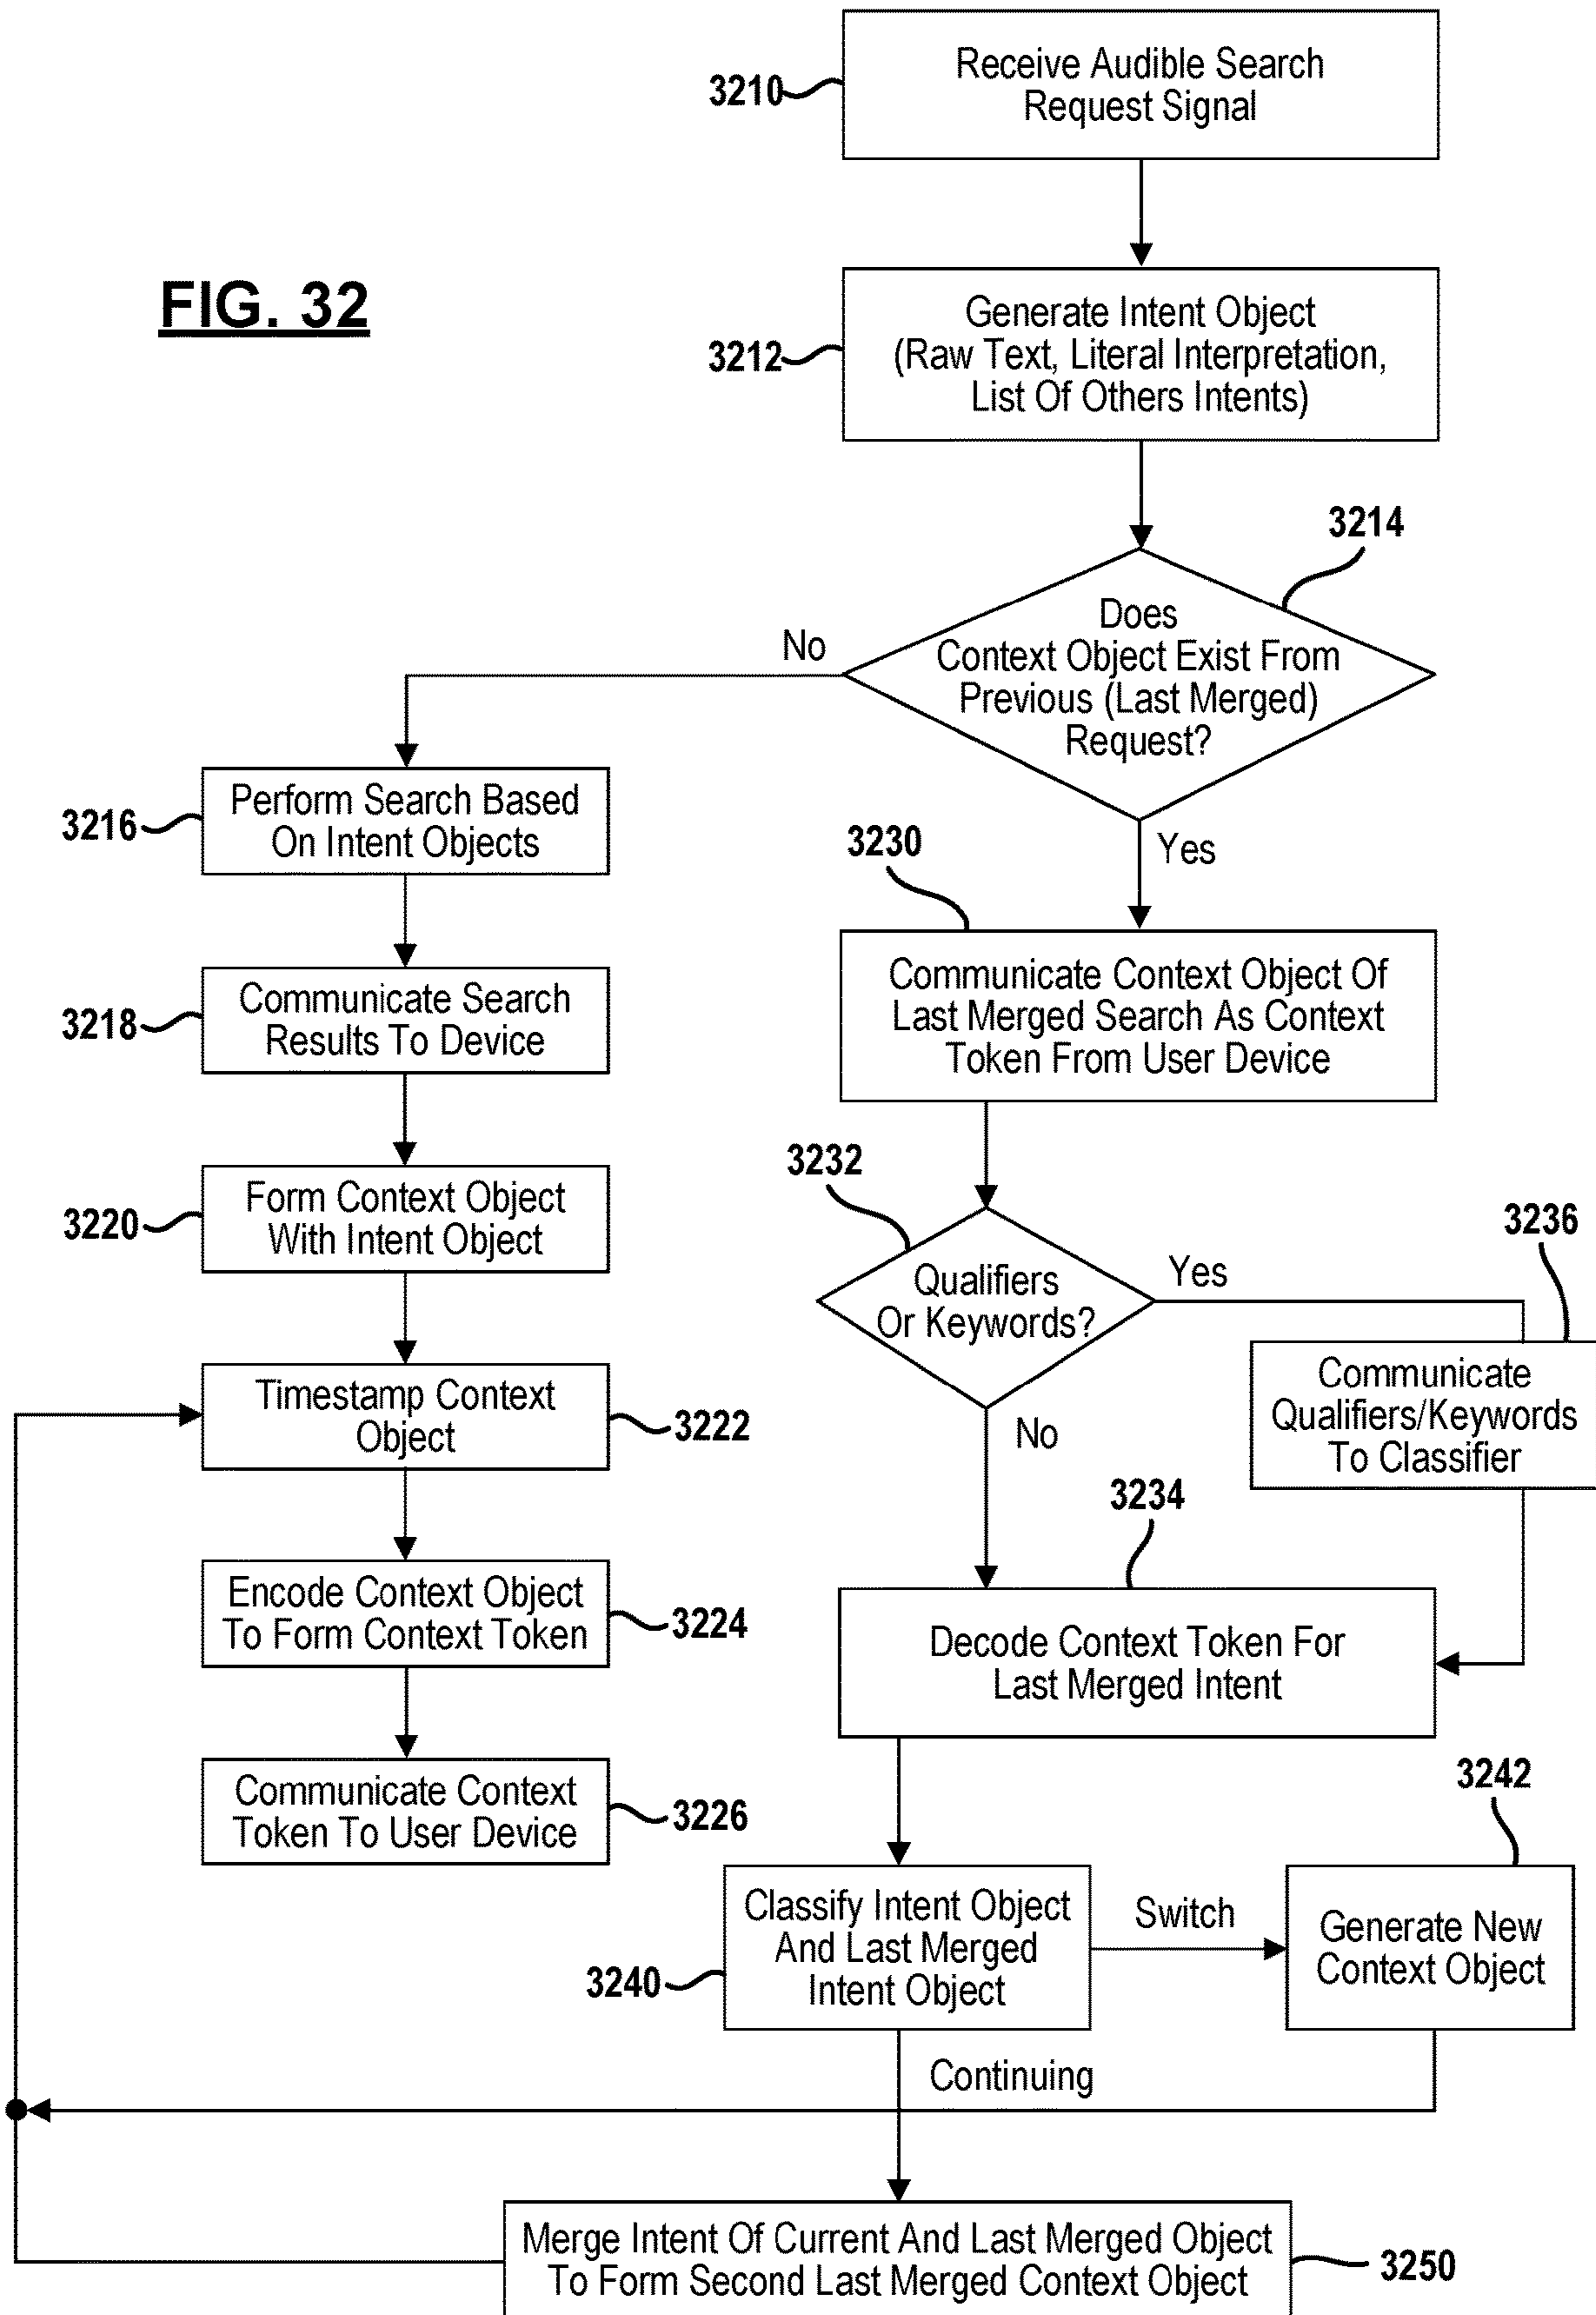 FIG. 32
3210
Receive Audible Search
Request Signal
3212
Generate Intent Object
(Raw Text, Literal Interpretation,
List Of Others Intents)
3214
Does
Context Object Exist From
Previous (Last Merged)
Request?
No
Yes
3216
Perform Search Based
On Intent Objects
3218
Communicate Search
Results To Device
3220
Form Context Object
With Intent Object
Timestamp Context
Object
3222
Encode Context Object
To Form Context Token
3224
Communicate Context
Token To User Device
3226
3230
Communicate Context Object Of
Last Merged Search As Context
Token From User Device
3232
Qualifiers
Or Keywords?
Yes
No
3236
Communicate
Qualifiers/Keywords
To Classifier
3234
Decode Context Token For
Last Merged Intent
3240
Classify Intent Object
And Last Merged
Intent Object
Switch
3242
Generate New
Context Object
Continuing
Merge Intent Of Current And Last Merged Object
To Form Second Last Merged Context Object
3250